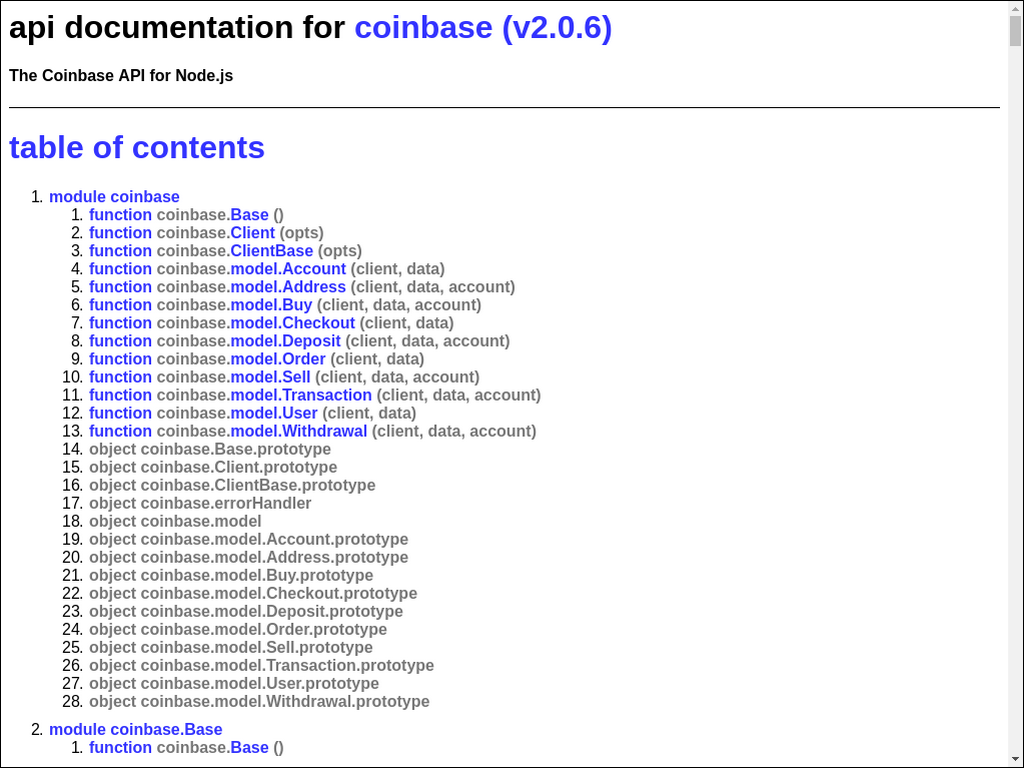 api documentation for coinbase (v2.0.6)
The Coinbase API for Node.js
table of contents
1. module coinbase
1. function coinbase.Base ()
2. function coinbase.Client (opts)
3. function coinbase.ClientBase (opts)
4. function coinbase.model.Account (client, data)
5. function coinbase.model.Address (client, data, account)
6. function coinbase.model.Buy (client, data, account)
7. function coinbase.model.Checkout (client, data)
8. function coinbase.model.Deposit (client, data, account)
9. function coinbase.model.Order (client, data)
10. function coinbase.model.Sell (client, data, account)
11. function coinbase.model.Transaction (client, data, account)
12. function coinbase.model.User (client, data)
13. function coinbase.model.Withdrawal (client, data, account)
14. object coinbase.Base.prototype
15. object coinbase.Client.prototype
16. object coinbase.ClientBase.prototype
17. object coinbase.errorHandler
18. object coinbase.model
19. object coinbase.model.Account.prototype
20. object coinbase.model.Address.prototype
21. object coinbase.model.Buy.prototype
22. object coinbase.model.Checkout.prototype
23. object coinbase.model.Deposit.prototype
24. object coinbase.model.Order.prototype
25. object coinbase.model.Sell.prototype
26. object coinbase.model.Transaction.prototype
27. object coinbase.model.User.prototype
28. object coinbase.model.Withdrawal.prototype
2. module coinbase.Base
1. function coinbase.Base ()